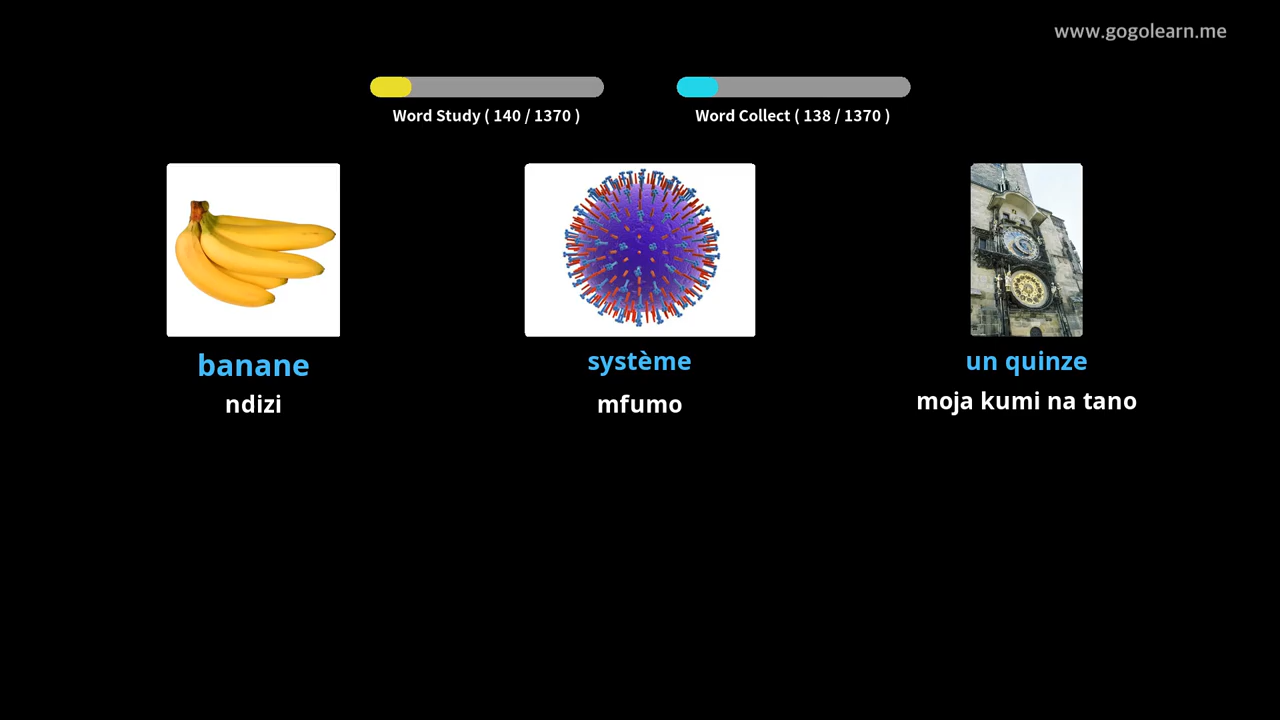 www.gogolearn.me
Word Study ( 140 / 1370 )
Word Collect ( 138 / 1370 )
banane
ndizi
système
mfumo
un quinze
moja kumi na tano